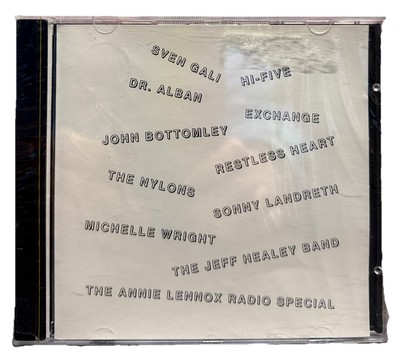 SVEN GALI
HI-FIVE
DR. ALBAN
EXCHANGE
JOHN BOTTOMLEY
RESTLESS HEART
THE NYLONS
SONNY LANDRETH
MICHELLE WRIGHT
THE JEFF HEALEY BAND
THE ANNIE LENNOX RADIO SPECIAL